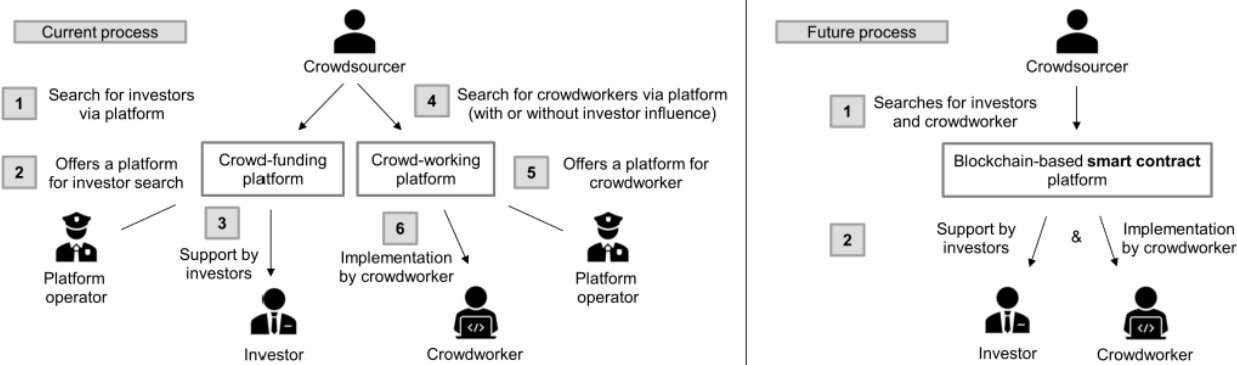 Current process
Crowdsourcer
1
Search for investors
via platform
4
Search for crowdworkers via platform
(with or without investor influence)
2
Offers a platform
for investor search
Crowd-funding
platform
Crowd-working
platform
5
Offers a platform for
crowdworker
3
Support by
investors
6
Implementation
by crowdworker
Platform
operator
Platform
operator
Investor
</>
Crowdworker
Future process
Crowdsourcer
1
Searches for investors
and crowdworker
Blockchain-based smart contract
platform
2
Support by
investors
&
Implementation
by crowdworker
Investor
</>
Crowdworker